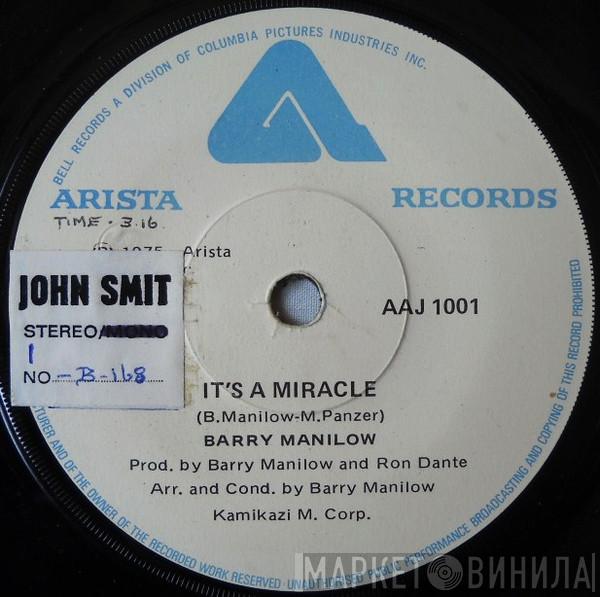 BELL RECORDS A DIVISION OF COLUMBIA PICTURES INDUSTRIES INC.
ARISTA RECORDS
TIME - 3.16
1975 Arista
AAJ 1001
JOHN SMIT
STEREO/MONO
1
NO - B-168
IT'S A MIRACLE
(B.Manilow-M.Panzer)
BARRY MANILOW
Prod. by Barry Manilow and Ron Dante
Arr. and Cond. by Barry Manilow
Kamikazi M. Corp.
AND OF THE OWNER OF THE RECORDED WORK RESERVED · UNAUTHORISED PUBLIC PERFORMANCE BROADCASTING AND COPYING OF THIS RECORD PROHIBITED
МАРКЕТ ВИНИЛА